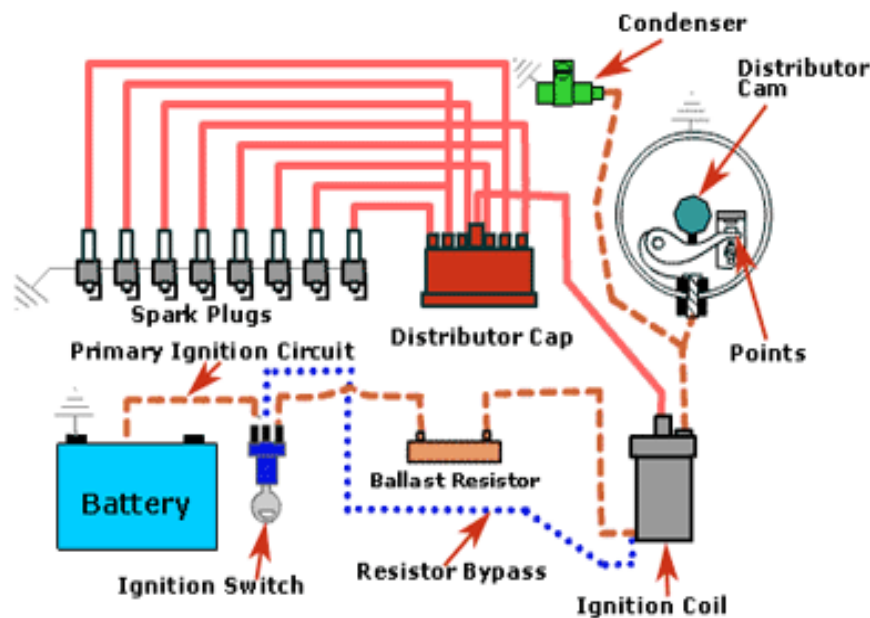 Condenser
Distributor
Cam
Spark Plugs
Distributor Cap
Points
Primary Ignition Circuit
Battery
Ballast Resistor
Ignition Switch
Resistor Bypass
Ignition Coil